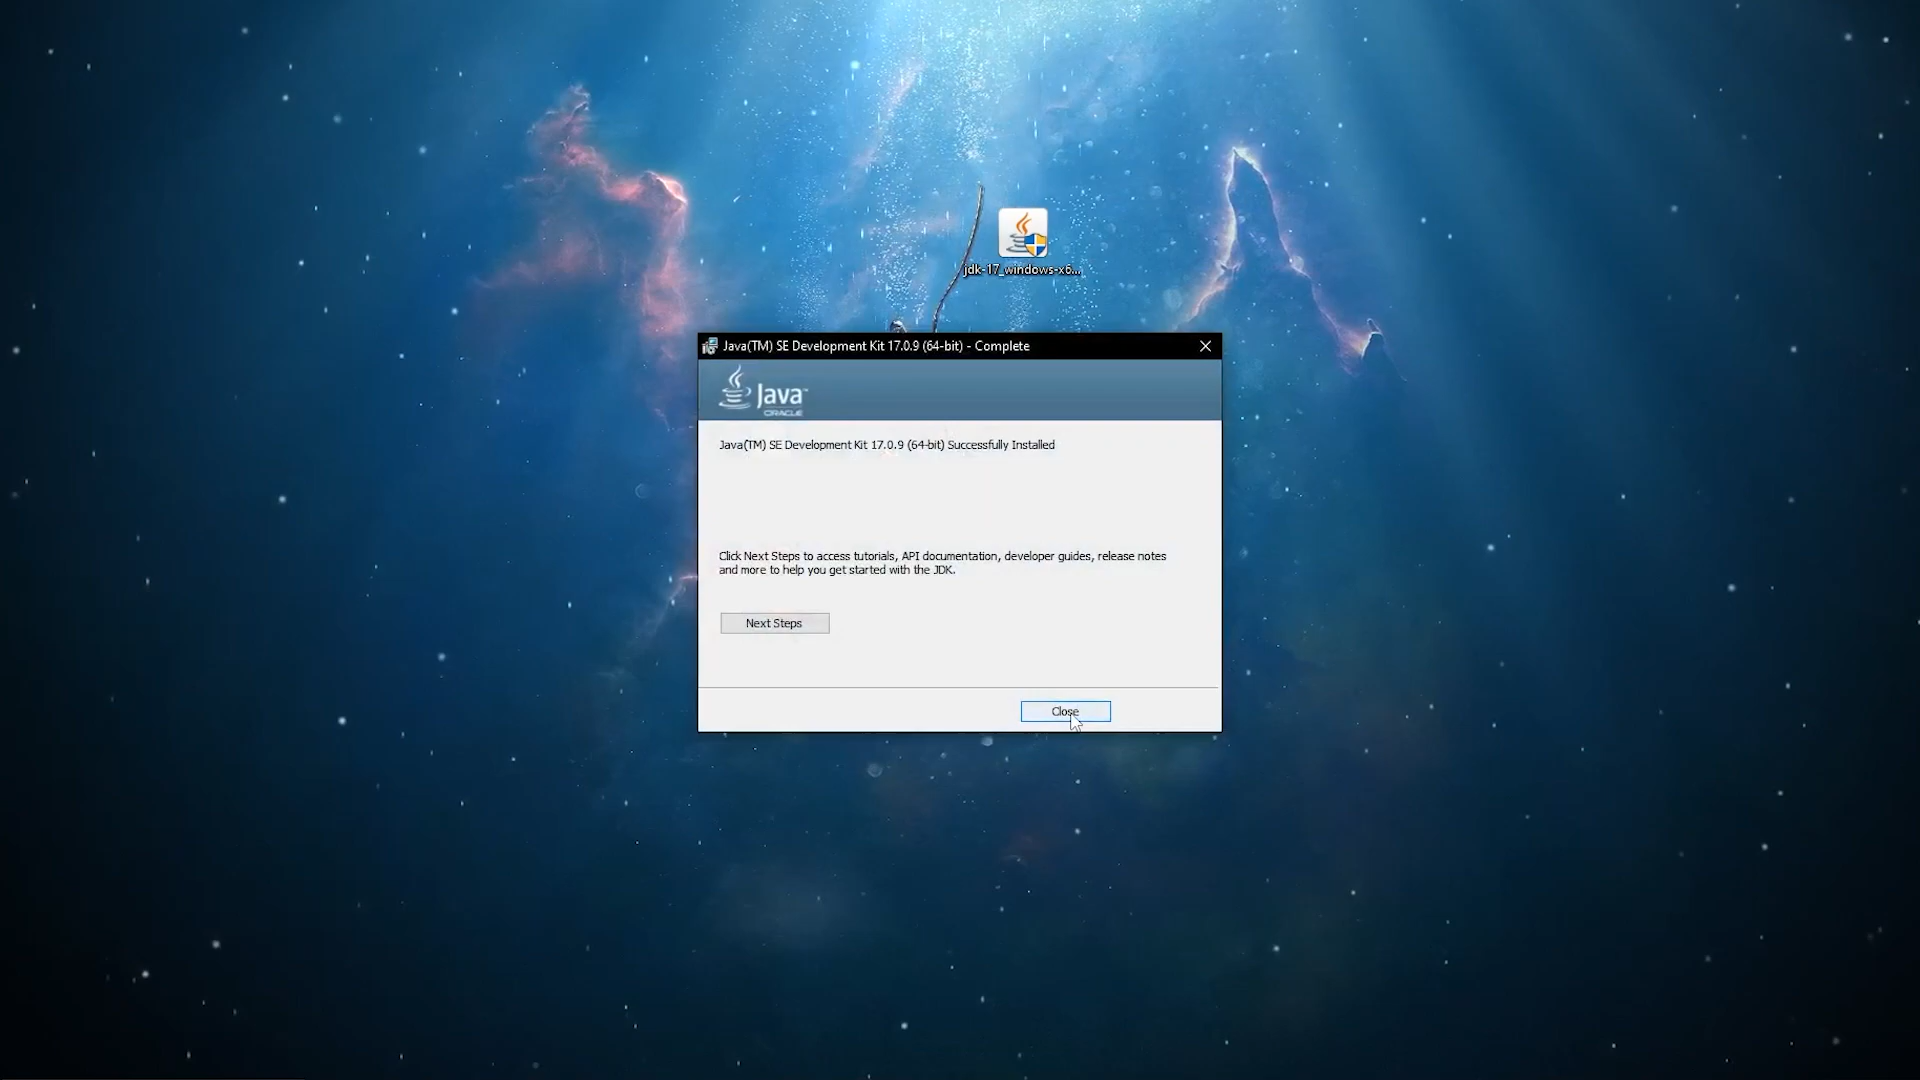 jdk-17_windows-x6...
Java(TM) SE Development Kit 17.0.9 (64-bit) - Complete
Java™
ORACLE
Java(TM) SE Development Kit 17.0.9 (64-bit) Successfully Installed
Click Next Steps to access tutorials, API documentation, developer guides, release notes
and more to help you get started with the JDK.
Next Steps
Close